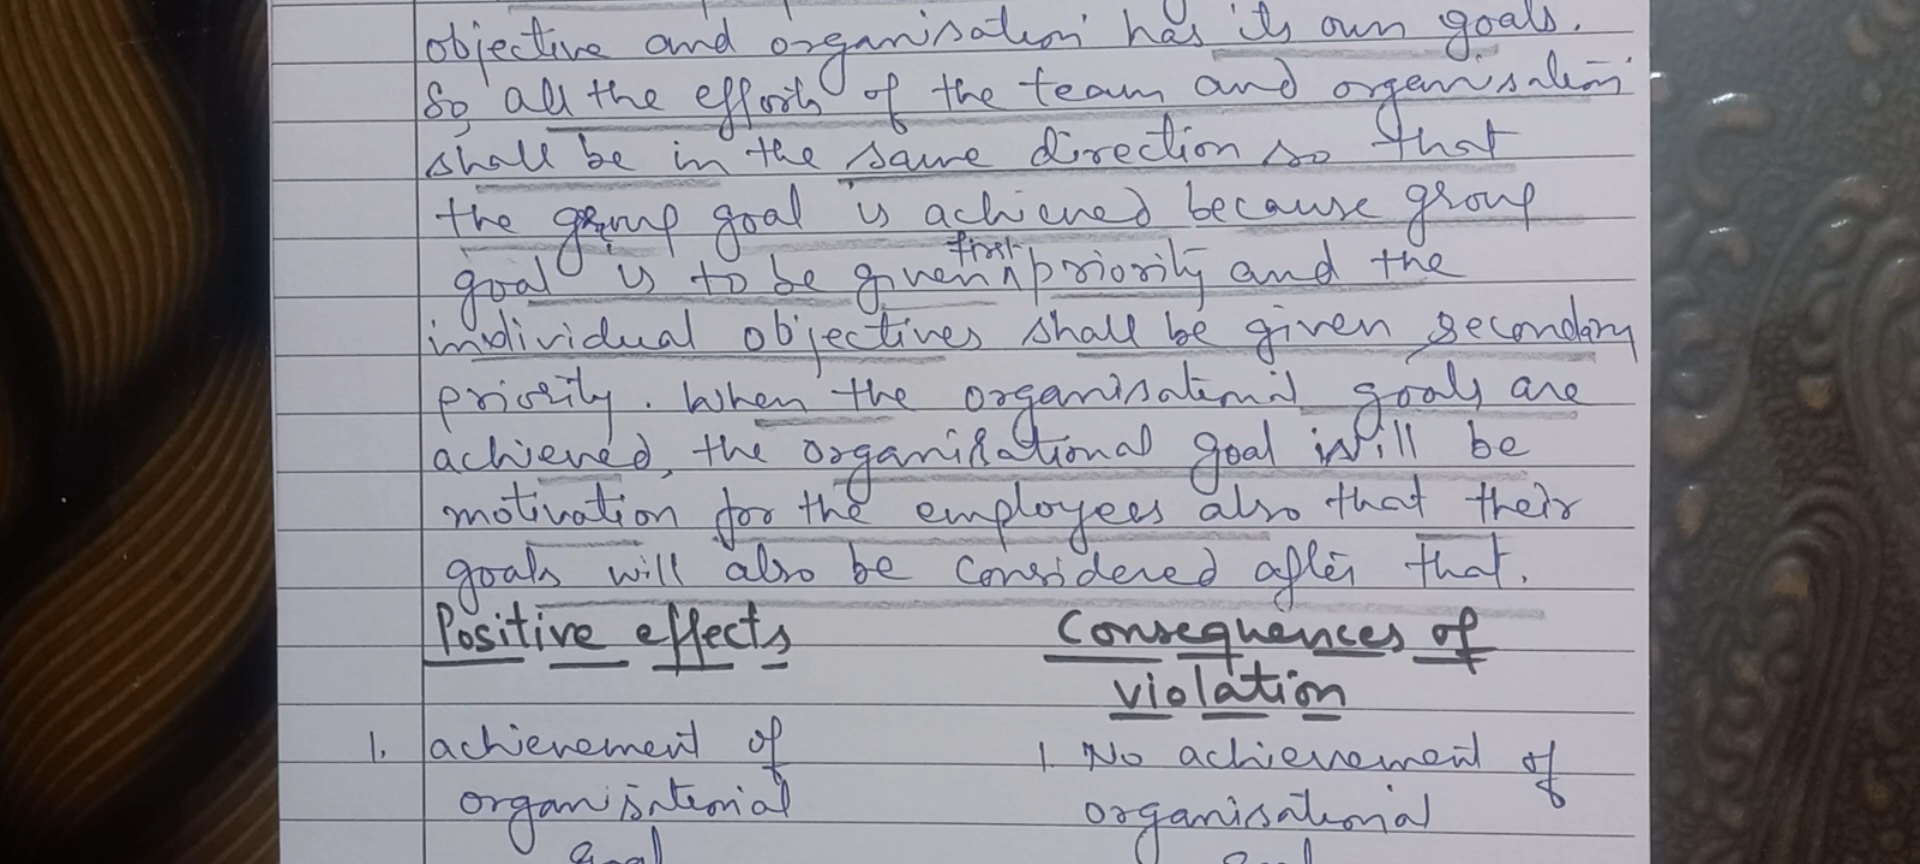 objective and organisation has its own goals.
So, all the efforts of the team and organisation
shall be in the same direction so that
the group goal is achieved because group
goal is to be given first priority and the
individual objectives shall be given secondary
priority. When the organisational goals are
achieved, the organisational goal will be
motivation for the employees also that their
goals will also be considered after that.
Positive effects
Consequences of
violation
1. achievement of
organisational
goal
1. No achievement of
organisational
goal